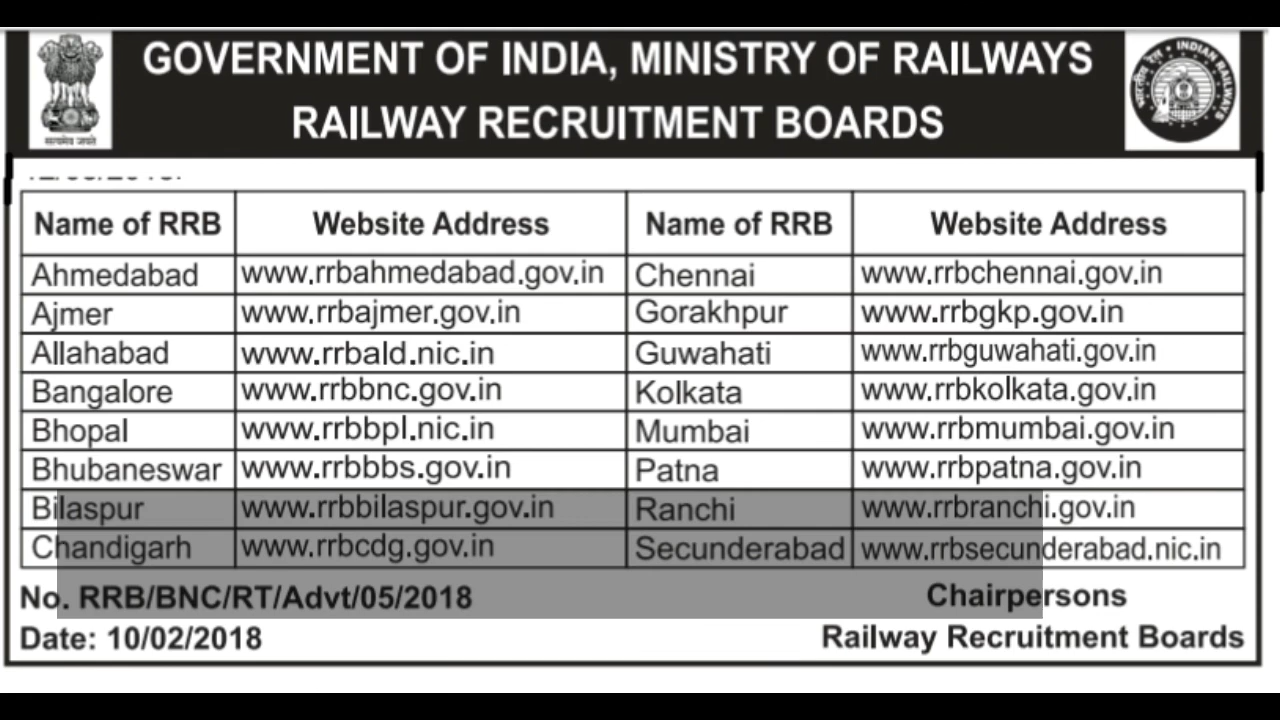 GOVERNMENT OF INDIA, MINISTRY OF RAILWAYS
RAILWAY RECRUITMENT BOARDS
सत्यमेव जयते
भारतीय रेल INDIAN RAILWAYS
Name of RRB Website Address Name of RRB Website Address
Ahmedabad www.rrbahmedabad.gov.in Chennai www.rrbchennai.gov.in
Ajmer www.rrbajmer.gov.in Gorakhpur www.rrbgkp.gov.in
Allahabad www.rrbald.nic.in Guwahati www.rrbguwahati.gov.in
Bangalore www.rrbbnc.gov.in Kolkata www.rrbkolkata.gov.in
Bhopal www.rrbbpl.nic.in Mumbai www.rrbmumbai.gov.in
Bhubaneswar www.rrbbbs.gov.in Patna www.rrbpatna.gov.in
Bilaspur www.rrbbilaspur.gov.in Ranchi www.rrbranchi.gov.in
Chandigarh www.rrbcdg.gov.in Secunderabad www.rrbsecunderabad.nic.in
No. RRB/BNC/RT/Advt/05/2018 Chairpersons
Date: 10/02/2018 Railway Recruitment Boards